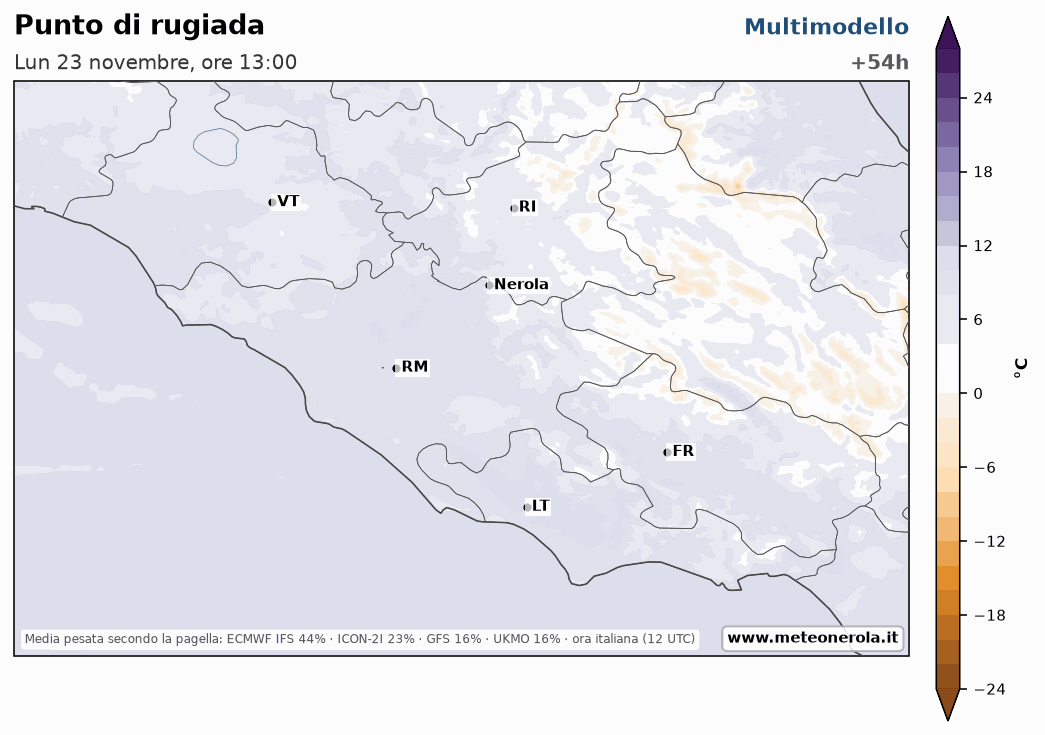 Punto di rugiada
Multimodello
Lun 23 novembre, ore 13:00
+54h
VT
RI
Nerola
RM
FR
LT
24
18
12
6
0
−6
−12
−18
−24
°C
Media pesata secondo la pagella: ECMWF IFS 44% · ICON-2I 23% · GFS 16% · UKMO 16% · ora italiana (12 UTC)
www.meteonerola.it